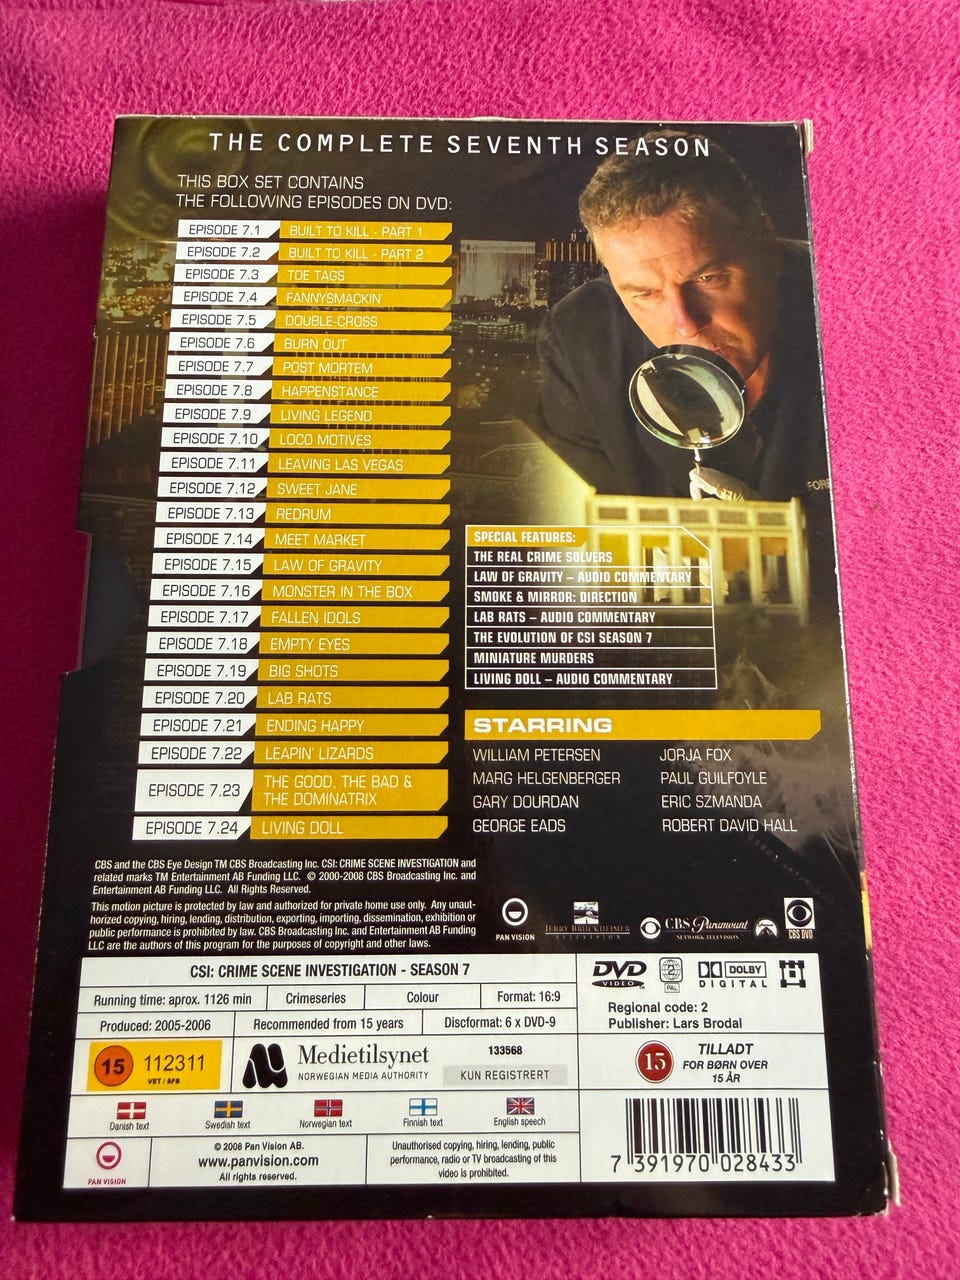 THE COMPLETE SEVENTH SEASON
THIS BOX SET CONTAINS
THE FOLLOWING EPISODES ON DVD:
EPISODE 7.1 BUILT TO KILL - PART 1
EPISODE 7.2 BUILT TO KILL - PART 2
EPISODE 7.3 TOE TAGS
EPISODE 7.4 FANNYSMACKIN'
EPISODE 7.5 DOUBLE-CROSS
EPISODE 7.6 BURN OUT
EPISODE 7.7 POST MORTEM
EPISODE 7.8 HAPPENSTANCE
EPISODE 7.9 LIVING LEGEND
EPISODE 7.10 LOCO MOTIVES
EPISODE 7.11 LEAVING LAS VEGAS
EPISODE 7.12 SWEET JANE
EPISODE 7.13 REDRUM
EPISODE 7.14 MEET MARKET
EPISODE 7.15 LAW OF GRAVITY
EPISODE 7.16 MONSTER IN THE BOX
EPISODE 7.17 FALLEN IDOLS
EPISODE 7.18 EMPTY EYES
EPISODE 7.19 BIG SHOTS
EPISODE 7.20 LAB RATS
EPISODE 7.21 ENDING HAPPY
EPISODE 7.22 LEAPIN' LIZARDS
EPISODE 7.23 THE GOOD, THE BAD &
THE DOMINATRIX
EPISODE 7.24 LIVING DOLL
FORE
SPECIAL FEATURES:
THE REAL CRIME SOLVERS
LAW OF GRAVITY – AUDIO COMMENTARY
SMOKE & MIRROR: DIRECTION
LAB RATS – AUDIO COMMENTARY
THE EVOLUTION OF CSI SEASON 7
MINIATURE MURDERS
LIVING DOLL – AUDIO COMMENTARY
STARRING
WILLIAM PETERSEN JORJA FOX
MARG HELGENBERGER PAUL GUILFOYLE
GARY DOURDAN ERIC SZMANDA
GEORGE EADS ROBERT DAVID HALL
CBS and the CBS Eye Design TM CBS Broadcasting Inc. CSI: CRIME SCENE INVESTIGATION and
related marks TM Entertainment AB Funding LLC. © 2000-2008 CBS Broadcasting Inc. and
Entertainment AB Funding LLC. All Rights Reserved.
This motion picture is protected by law and authorized for private home use only. Any unaut-
horized copying, hiring, lending, distribution, exporting, importing, dissemination, exhibition or
public performance is prohibited by law. CBS Broadcasting Inc. and Entertainment AB Funding
LLC are the authors of this program for the purposes of copyright and other laws.
PAN VISION
JERRY BRUCKHEIMER
TELEVISION
CBS Paramount
NETWORK TELEVISION
CBS DVD
CSI: CRIME SCENE INVESTIGATION - SEASON 7
Running time: aprox. 1126 min Crimeseries Colour Format: 16:9
Produced: 2005-2006 Recommended from 15 years Discformat: 6 x DVD-9
DVD VIDEO 2 PAL DOLBY DIGITAL
Regional code: 2
Publisher: Lars Brodal
15 112311
VET / SFB
Medietilsynet
NORWEGIAN MEDIA AUTHORITY
133568
KUN REGISTRERT
15 TILLADT
FOR BØRN OVER
15 ÅR
Danish text Swedish text Norwegian text Finnish text English speech
PAN VISION
© 2008 Pan Vision AB.
www.panvision.com
All rights reserved.
Unauthorised copying, hiring, lending, public
performance, radio or TV broadcasting of this
video is prohibited.
7 391970 028433